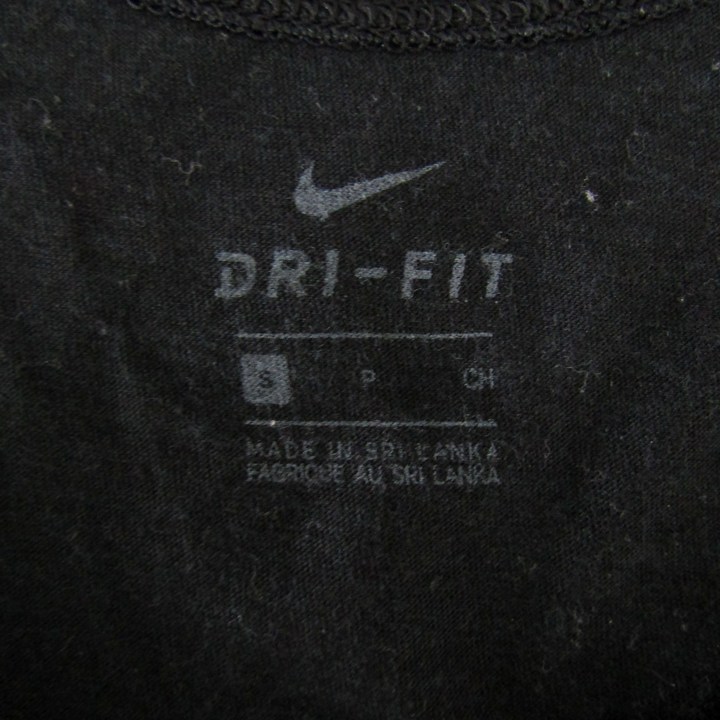 DRI-FIT
S P CH
MADE IN SRI LANKA
FABRIQUE AU SRI LANKA